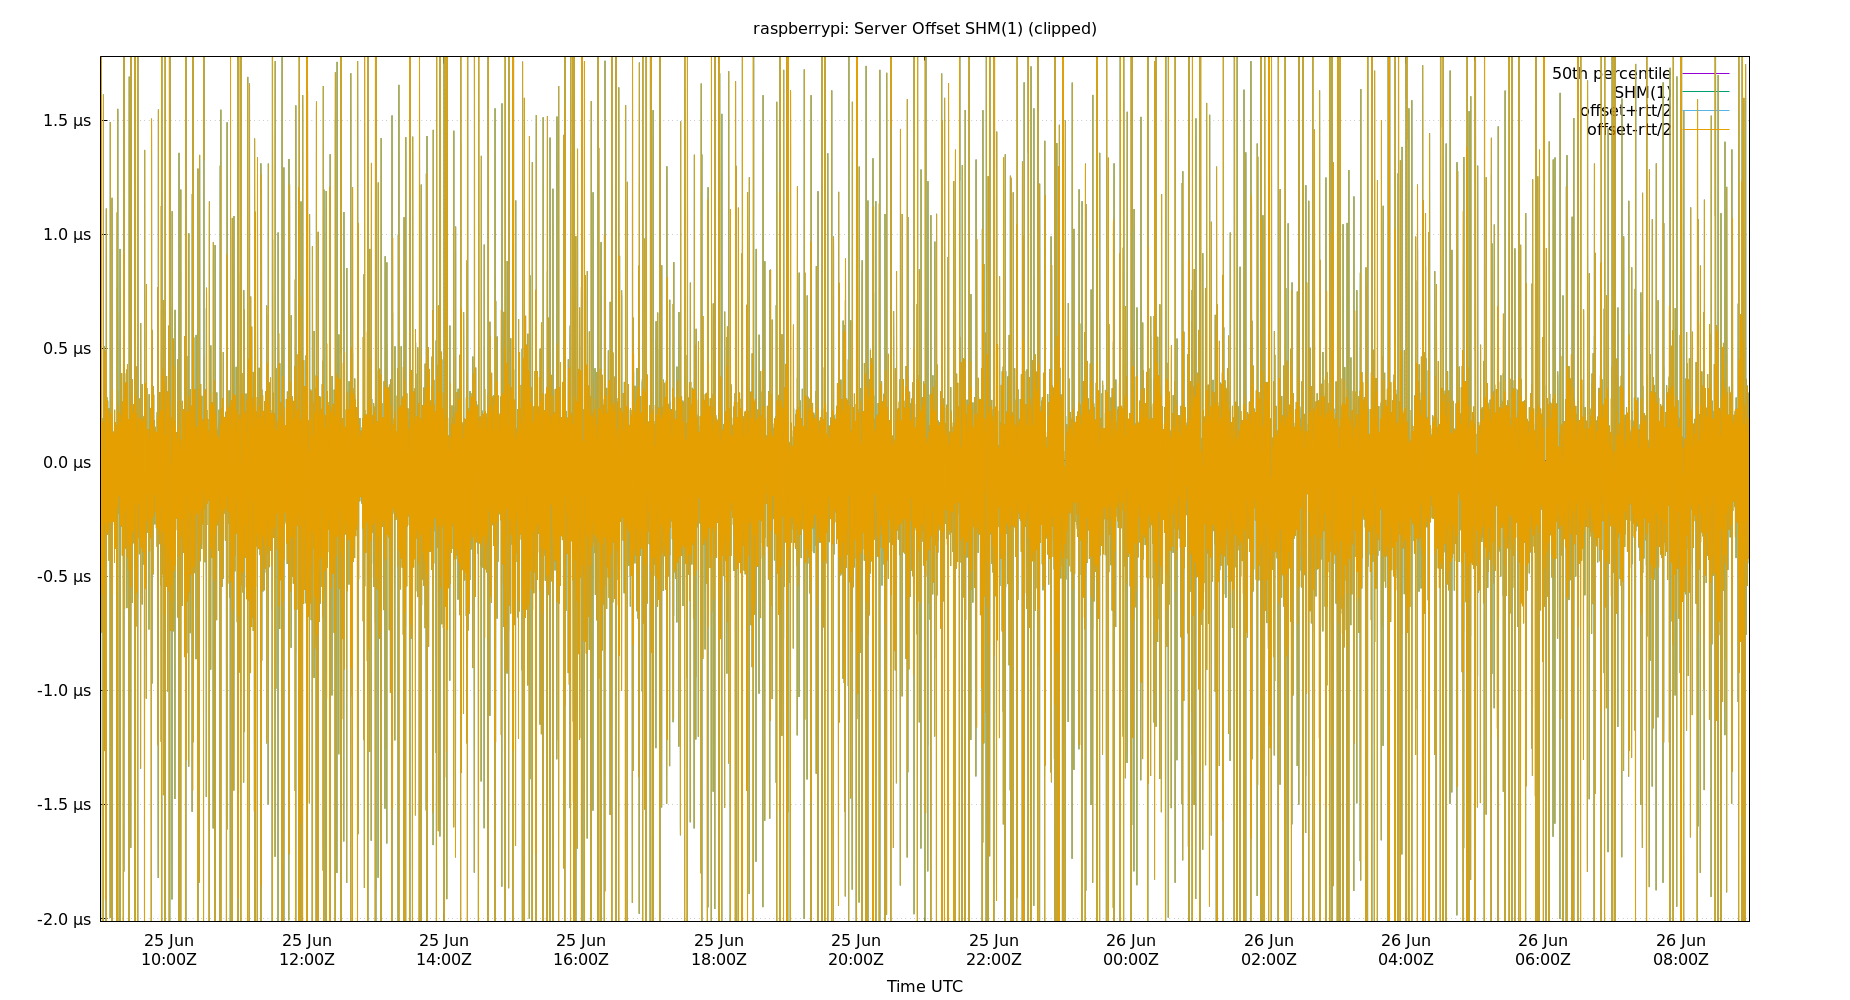 raspberrypi: Server Offset SHM(1) (clipped)
50th percentile
SHM(1)
offset+rtt/2
offset-rtt/2
1.5 µs
1.0 µs
0.5 µs
0.0 µs
-0.5 µs
-1.0 µs
-1.5 µs
-2.0 µs
25 Jun 25 Jun 25 Jun 25 Jun 25 Jun 25 Jun 25 Jun 26 Jun 26 Jun 26 Jun 26 Jun 26 Jun
10:00Z 12:00Z 14:00Z 16:00Z 18:00Z 20:00Z 22:00Z 00:00Z 02:00Z 04:00Z 06:00Z 08:00Z
Time UTC